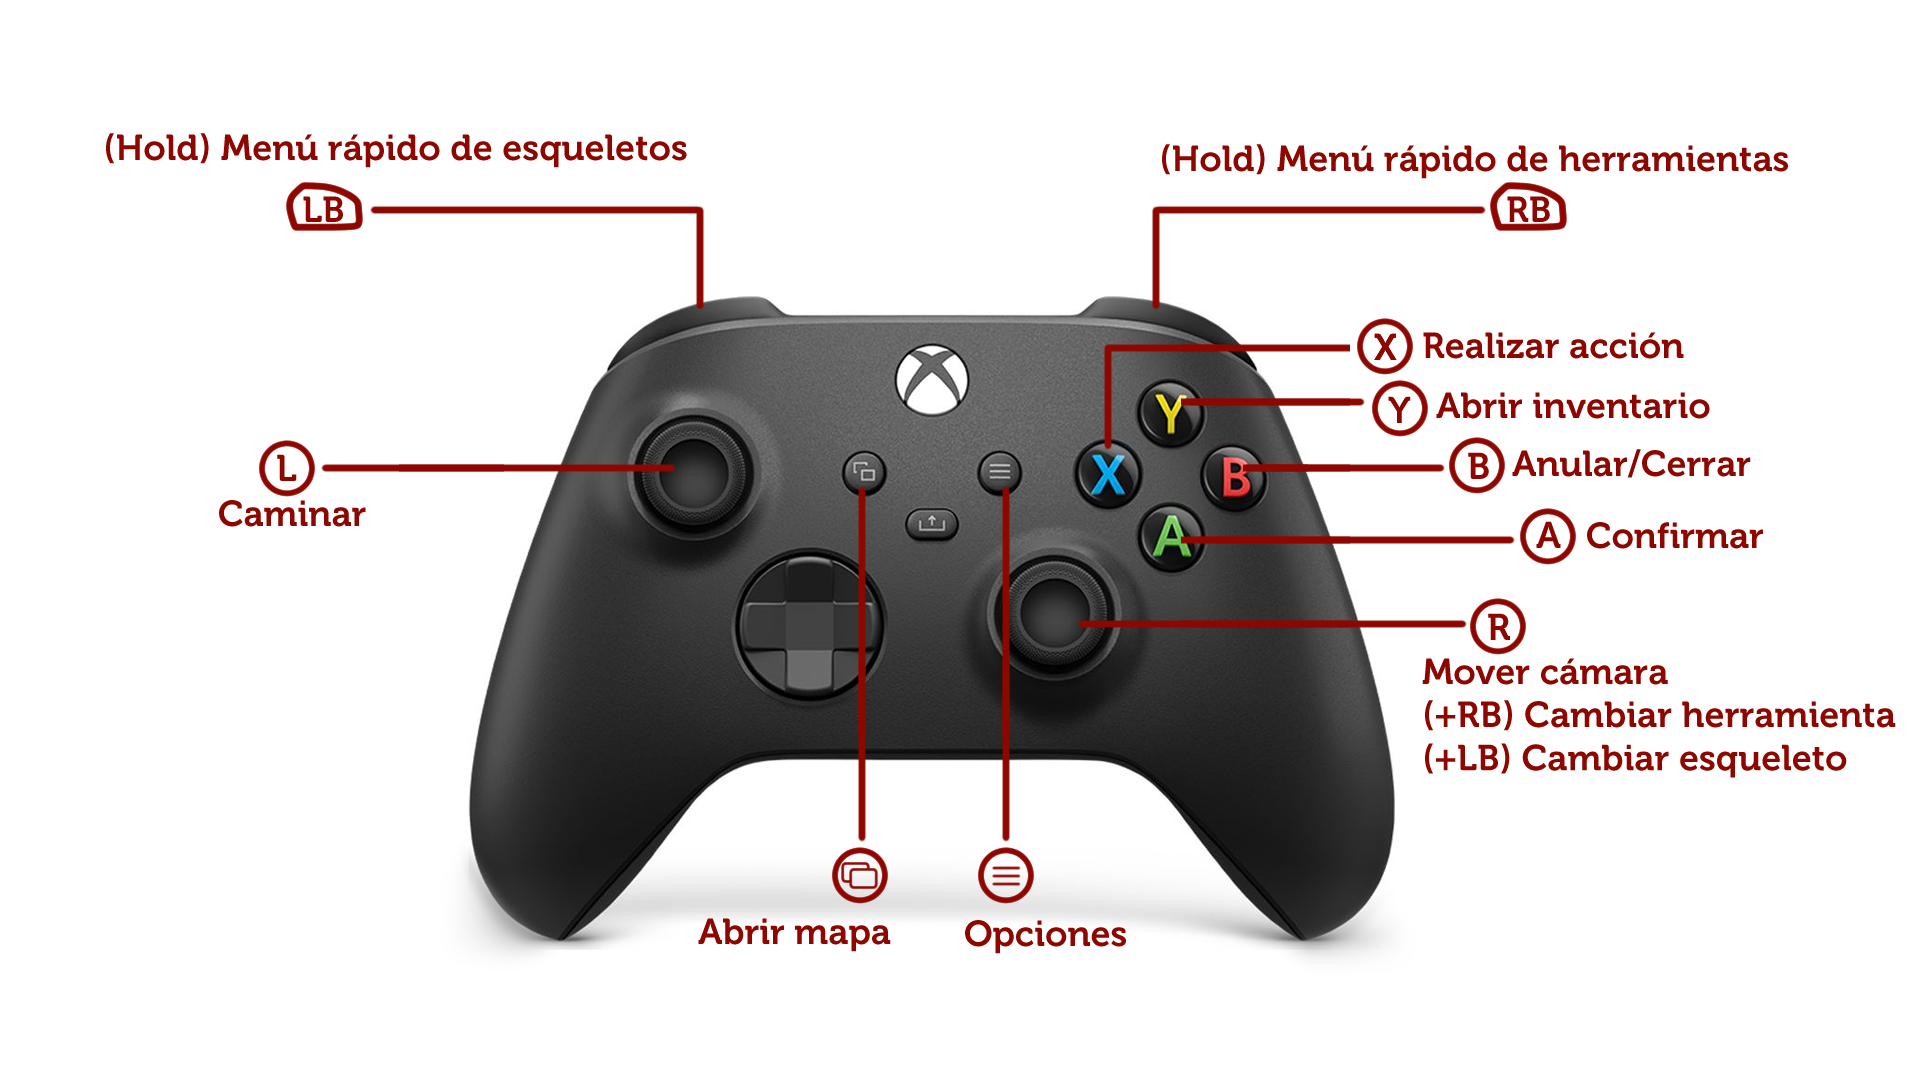 (Hold) Menú rápido de esqueletos
LB
(Hold) Menú rápido de herramientas
RB
X Realizar acción
Y Abrir inventario
B Anular/Cerrar
A Confirmar
L
Caminar
Y
X
B
A
R
Mover cámara
(+RB) Cambiar herramienta
(+LB) Cambiar esqueleto
Abrir mapa
Opciones